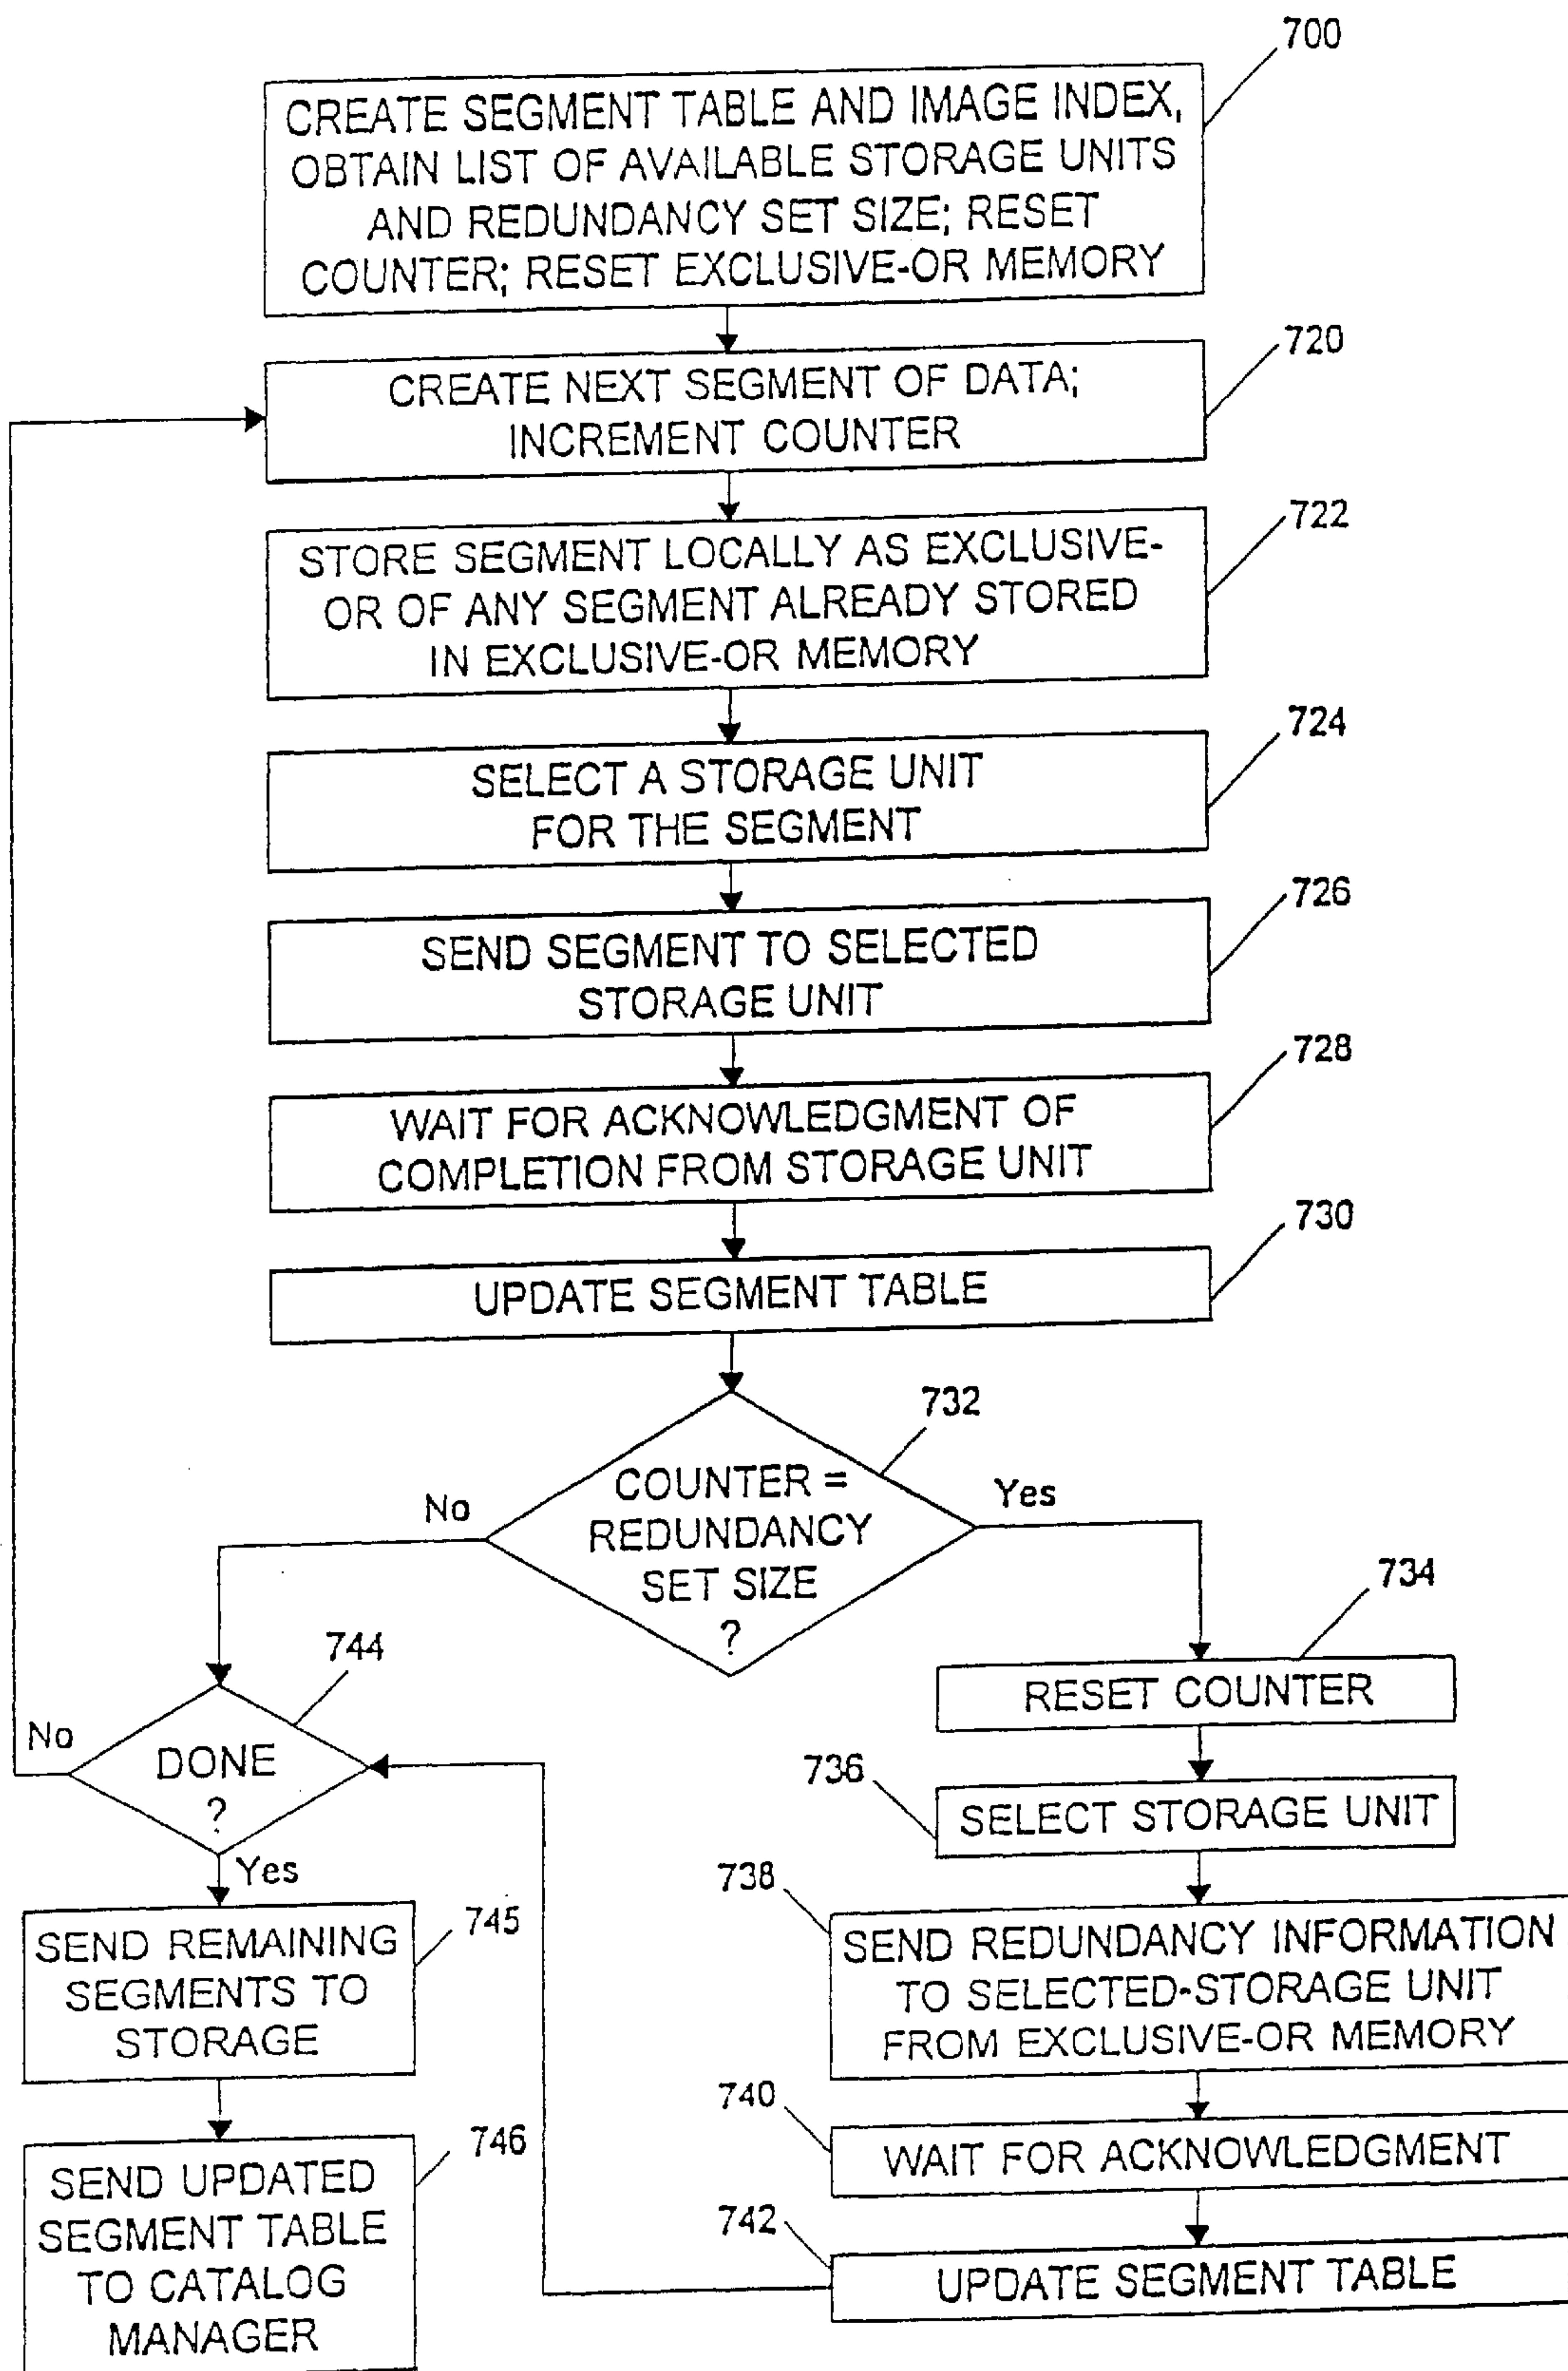 700
CREATE SEGMENT TABLE AND IMAGE INDEX,
OBTAIN LIST OF AVAILABLE STORAGE UNITS
AND REDUNDANCY SET SIZE; RESET
COUNTER; RESET EXCLUSIVE-OR MEMORY
720
CREATE NEXT SEGMENT OF DATA;
INCREMENT COUNTER
722
STORE SEGMENT LOCALLY AS EXCLUSIVE-
OR OF ANY SEGMENT ALREADY STORED
IN EXCLUSIVE-OR MEMORY
724
SELECT A STORAGE UNIT
FOR THE SEGMENT
726
SEND SEGMENT TO SELECTED
STORAGE UNIT
728
WAIT FOR ACKNOWLEDGMENT OF
COMPLETION FROM STORAGE UNIT
730
UPDATE SEGMENT TABLE
732
COUNTER =
REDUNDANCY
SET SIZE
?
No
Yes
734
RESET COUNTER
736
SELECT STORAGE UNIT
738
SEND REDUNDANCY INFORMATION
TO SELECTED-STORAGE UNIT
FROM EXCLUSIVE-OR MEMORY
740
WAIT FOR ACKNOWLEDGMENT
742
UPDATE SEGMENT TABLE
744
DONE
?
No
Yes
745
SEND REMAINING
SEGMENTS TO
STORAGE
746
SEND UPDATED
SEGMENT TABLE
TO CATALOG
MANAGER